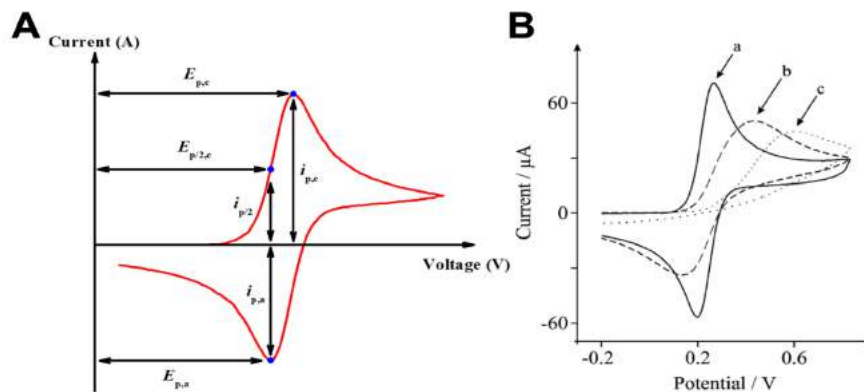 A
Current (A)
E p,c
E p/2,c
i p/2
i p,c
Voltage (V)
i p,a
E p,a
B
a
b
c
60
0
-60
Current / µA
-0.2
0.2
0.6
Potential / V